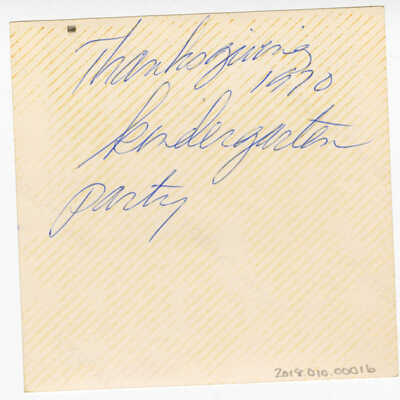 Thanksgiving
1970
kindergarten
party
2018.010.00016